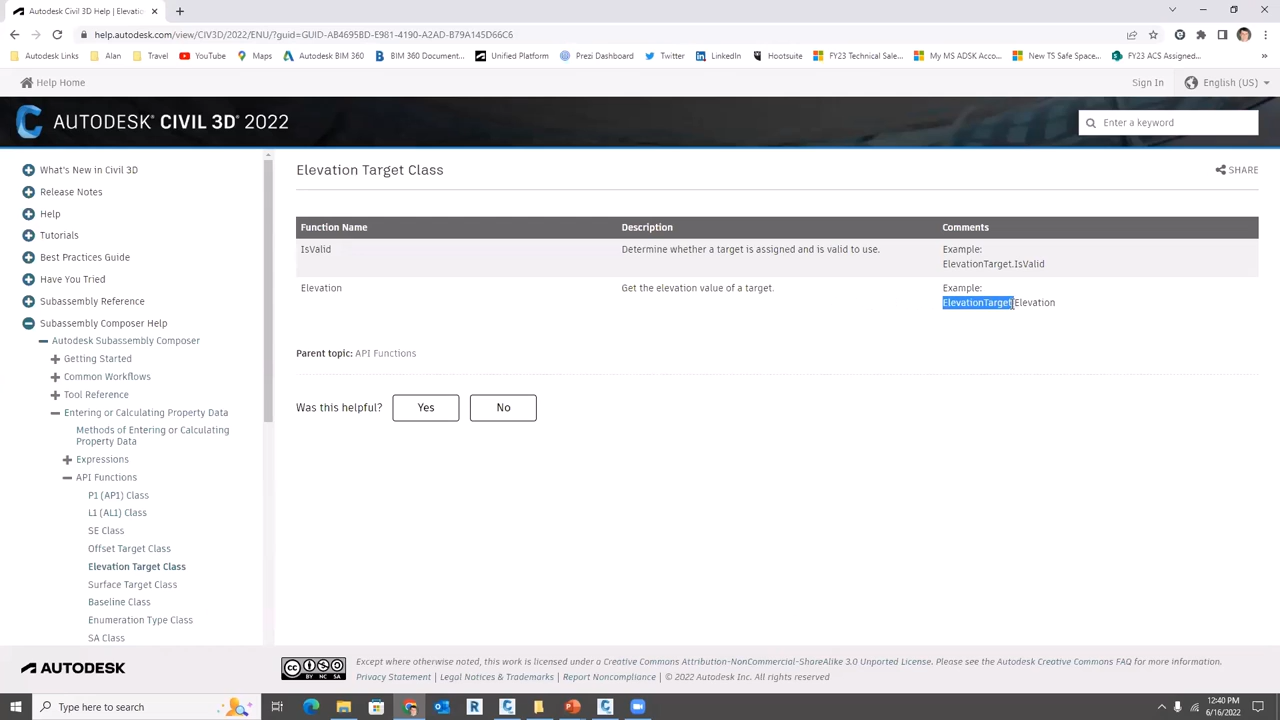 AutoDesk Civil 3D Help | Elevatio
help.autodesk.com/view/CIV3D/2022/ENU/?guid=GUID-AB4695BD-E981-4190-A2AD-B79A145D66C6
Autodesk Links Alan Travel YouTube Maps Autodesk BIM 360 BIM 360 Document... Unified Platform Prezi Dashboard Twitter LinkedIn Hootsuite FY23 Technical Sale... My MS ADSK Acco... New TS Safe Space... FY23 ACS Assigned... »
Help Home
Sign In English (US)
AUTODESK® CIVIL 3D® 2022
Enter a keyword
What's New in Civil 3D
Release Notes
Help
Tutorials
Best Practices Guide
Have You Tried
Subassembly Reference
Subassembly Composer Help
Autodesk Subassembly Composer
Getting Started
Common Workflows
Tool Reference
Entering or Calculating Property Data
Methods of Entering or Calculating
Property Data
Expressions
API Functions
P1 (AP1) Class
L1 (AL1) Class
SE Class
Offset Target Class
Elevation Target Class
Surface Target Class
Baseline Class
Enumeration Type Class
SA Class
Elevation Target Class
SHARE
Function Name Description Comments
IsValid Determine whether a target is assigned and is valid to use. Example:
ElevationTarget.IsValid
Elevation Get the elevation value of a target. Example:
ElevationTarget.Elevation
Parent topic: API Functions
Was this helpful? Yes No
AUTODESK
CC BY NC SA
Except where otherwise noted, this work is licensed under a Creative Commons Attribution-NonCommercial-ShareAlike 3.0 Unported License. Please see the Autodesk Creative Commons FAQ for more information.
Privacy Statement | Legal Notices & Trademarks | Report Noncompliance | © 2022 Autodesk Inc. All rights reserved
Type here to search
12:40 PM
6/16/2022